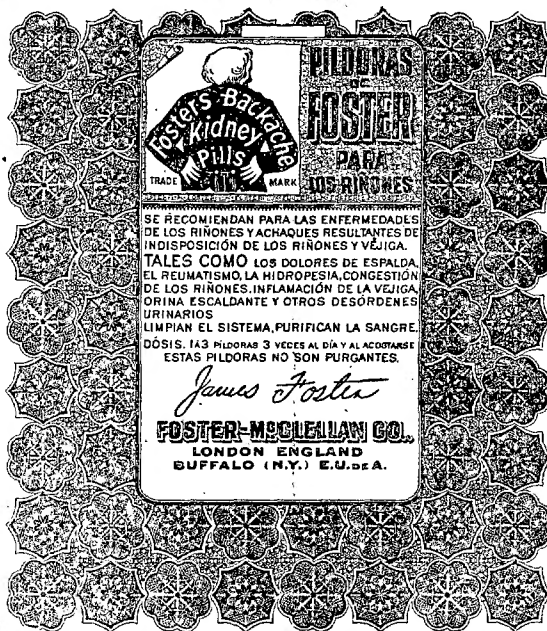 Fosters Backache
Kidney
Pills
TRADE MARK
PILDORAS
DE
FOSTER
PARA
LOS RIÑONES
SE RECOMIENDAN PARA LAS ENFERMEDADES
DE LOS RIÑONES Y ACHAQUES RESULTANTES DE
INDISPOSICIÓN DE LOS RIÑONES Y VÉJIGA.
TALES COMO LOS DOLORES DE ESPALDA,
EL REUMATISMO, LA HIDROPESIA, CONGESTIÓN
DE LOS RIÑONES. INFLAMACIÓN DE LA VEJIGA,
ORINA ESCALDANTE Y OTROS DESÓRDENES
URINARIOS
LIMPIAN EL SISTEMA, PURIFICAN LA SANGRE.
DÓSIS. 1 Á 3 PILDORAS 3 VECES AL DÍA Y AL ACOSTARSE
ESTAS PILDORAS NO SON PURGANTES.
James Foster
FOSTER-McCLELLAN CO.
LONDON ENGLAND
BUFFALO (N.Y.) E.U. DE A.